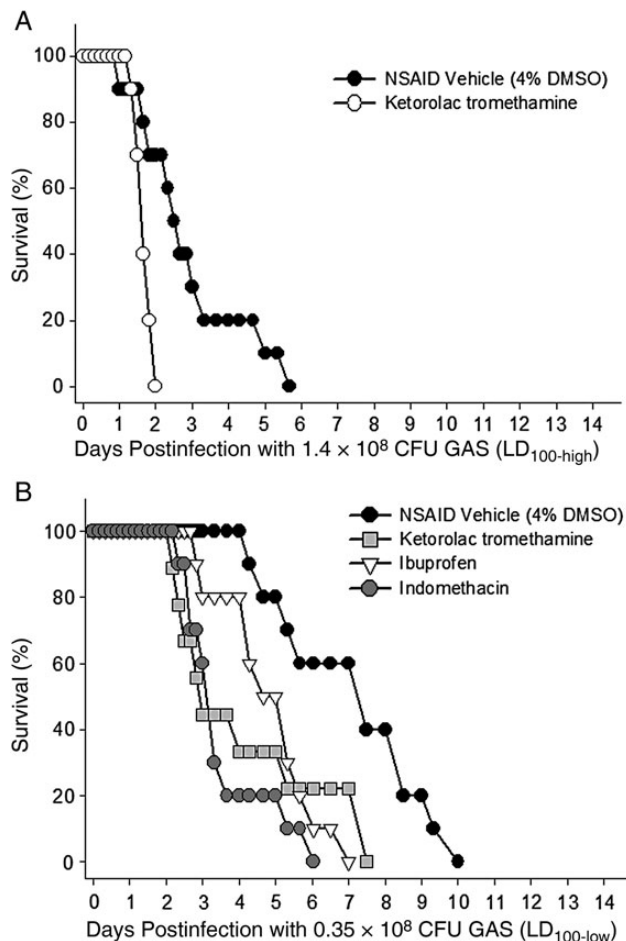 A
NSAID Vehicle (4% DMSO)
Ketorolac tromethamine
Survival (%)
100
80
60
40
20
0
0 1 2 3 4 5 6 7 8 9 10 11 12 13 14
Days Postinfection with 1.4 × 10⁸ CFU GAS (LD₁₀₀₋ₕᵢgₕ)
B
NSAID Vehicle (4% DMSO)
Ketorolac tromethamine
Ibuprofen
Indomethacin
Survival (%)
100
80
60
40
20
0
0 1 2 3 4 5 6 7 8 9 10 11 12 13 14
Days Postinfection with 0.35 × 10⁸ CFU GAS (LD₁₀₀₋ₗₒw)